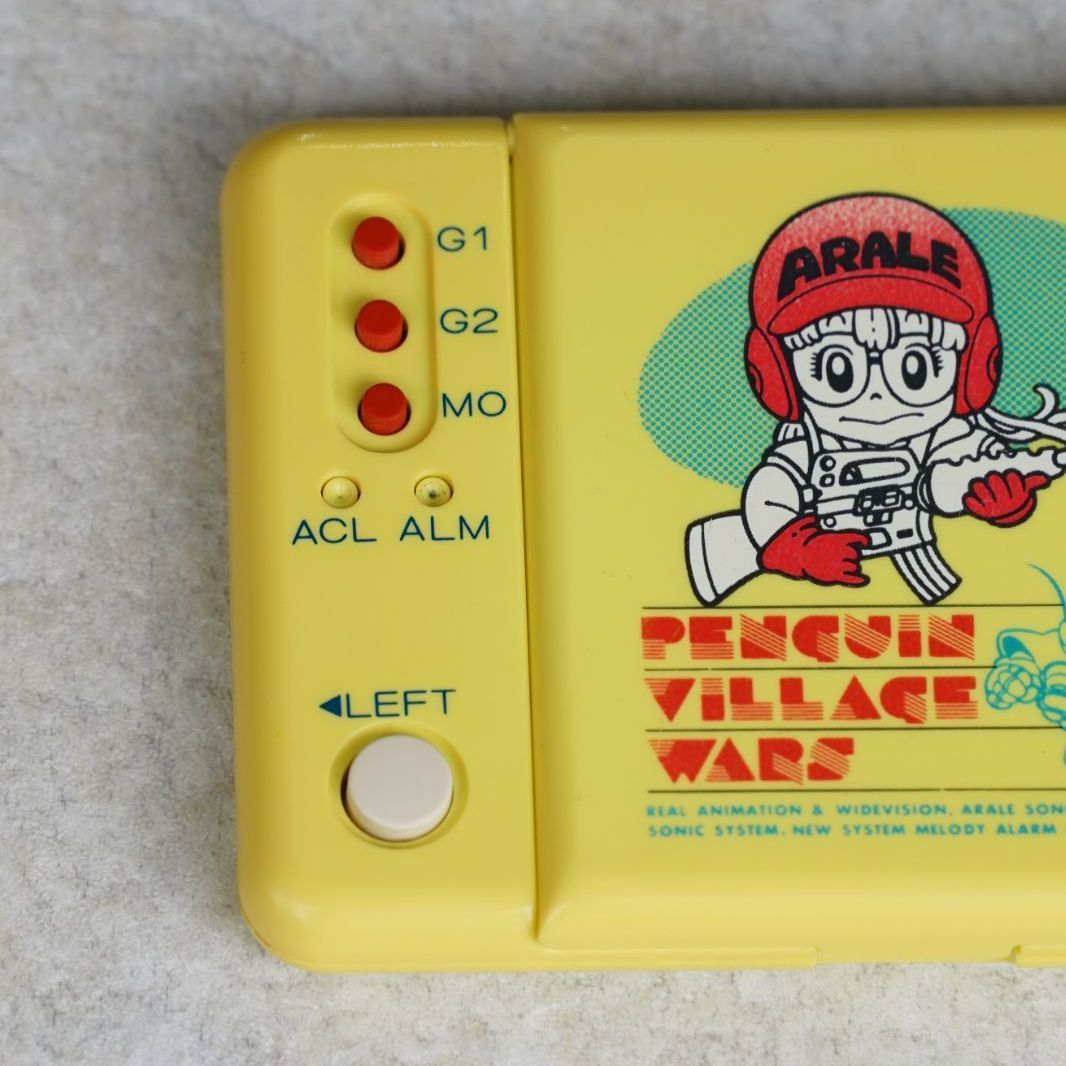 G1
G2
MO
ACL ALM
◀LEFT
ARALE
PENGUIN
VILLAGE
WARS
REAL ANIMATION & WIDEVISION. ARALE
SONIC SYSTEM. NEW SYSTEM MELODY ALARM